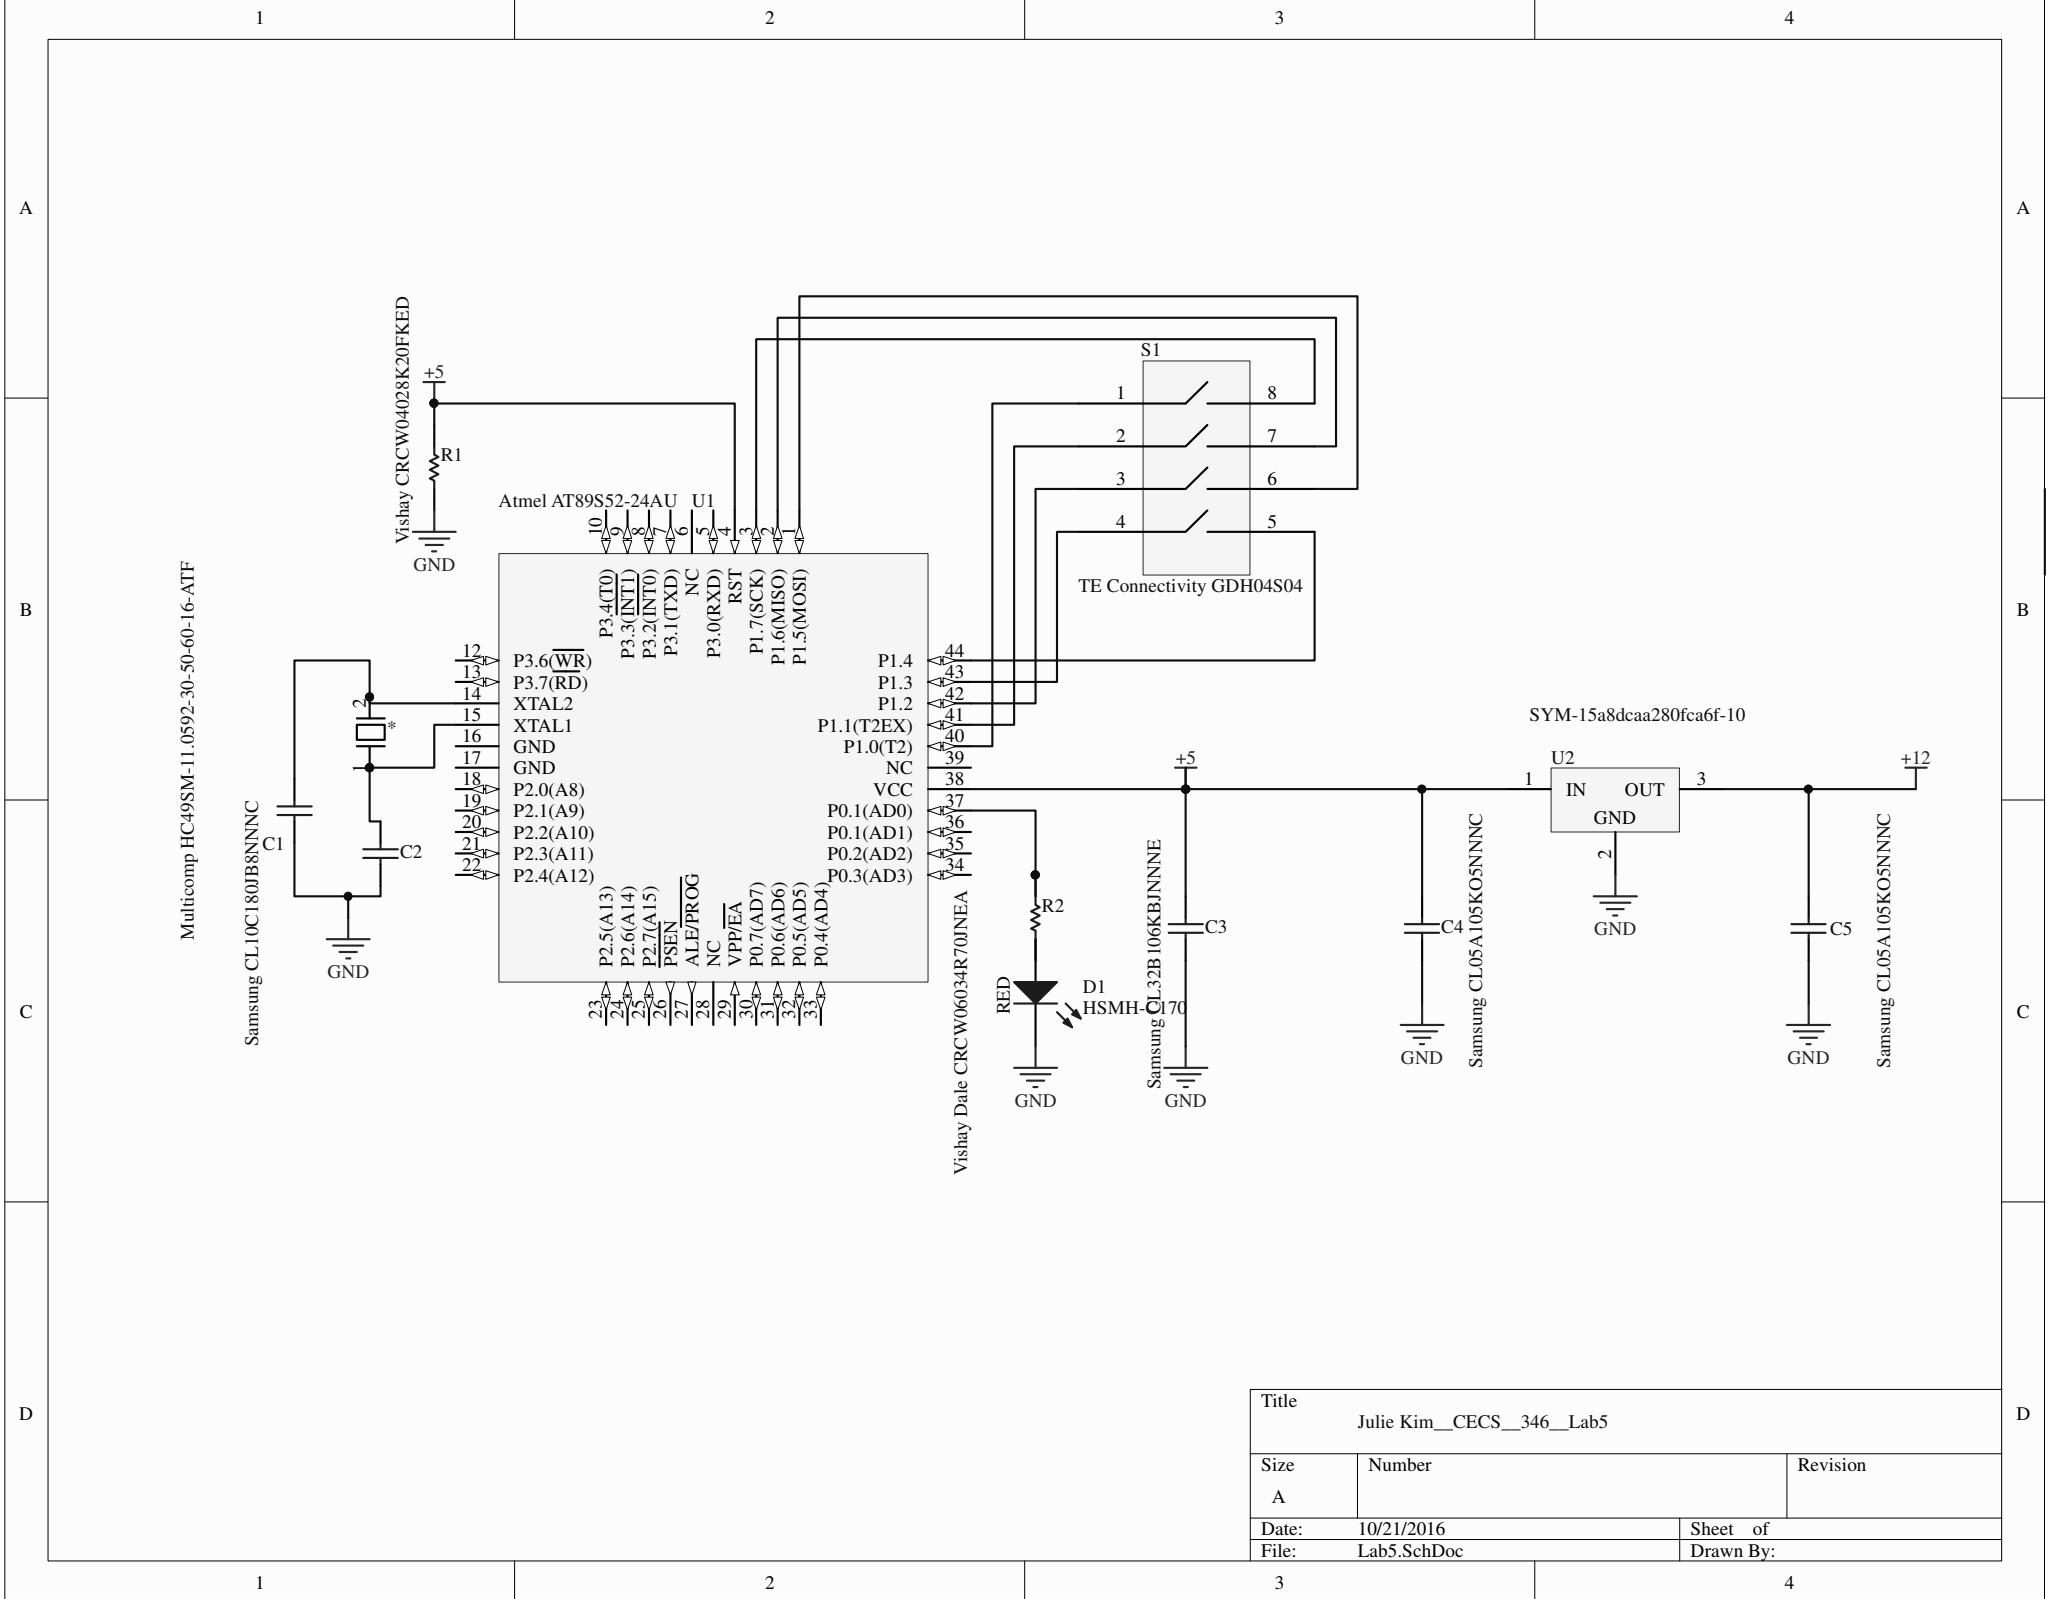 1 2 3 4
A A
B B
C C
D D
1 2 3 4
Vishay CRCW04028K20FKED
+5
R1
GND
Atmel AT89S52-24AU U1
10 9 8 7 6 5 4 3 2 1
P3.4(T0)
P3.3(INT1)
P3.2(INT0)
P3.1(TXD)
NC
P3.0(RXD)
RST
P1.7(SCK)
P1.6(MISO)
P1.5(MOSI)
S1
1 8
2 7
3 6
4 5
TE Connectivity GDH04S04
Multicomp HC49SM-11.0592-30-50-60-16-ATF
Samsung CL10C180JB8NNNC
2
*
1
C1
C2
GND
12 P3.6(WR)
13 P3.7(RD)
14 XTAL2
15 XTAL1
16 GND
17 GND
18 P2.0(A8)
19 P2.1(A9)
20 P2.2(A10)
21 P2.3(A11)
22 P2.4(A12)
P1.4 44
P1.3 43
P1.2 42
P1.1(T2EX) 41
P1.0(T2) 40
NC 39
VCC 38
P0.1(AD0) 37
P0.1(AD1) 36
P0.2(AD2) 35
P0.3(AD3) 34
P2.5(A13)
P2.6(A14)
P2.7(A15)
PSEN
ALE/PROG
NC
VPP/EA
P0.7(AD7)
P0.6(AD6)
P0.5(AD5)
P0.4(AD4)
23 24 25 26 27 28 29 30 31 32 33
Vishay Dale CRCW06034R70JNEA
R2
RED
D1
HSMH-C170
GND
+5
Samsung CL32B106KBJNNNE
C3
GND
C4
Samsung CL05A105KO5NNNC
GND
SYM-15a8dcaa280fca6f-10
U2
1 IN OUT 3
GND
2
GND
+12
C5
Samsung CL05A105KO5NNNC
GND
Title
Julie Kim__CECS__346__Lab5
Size Number Revision
A
Date: 10/21/2016 Sheet of
File: Lab5.SchDoc Drawn By: